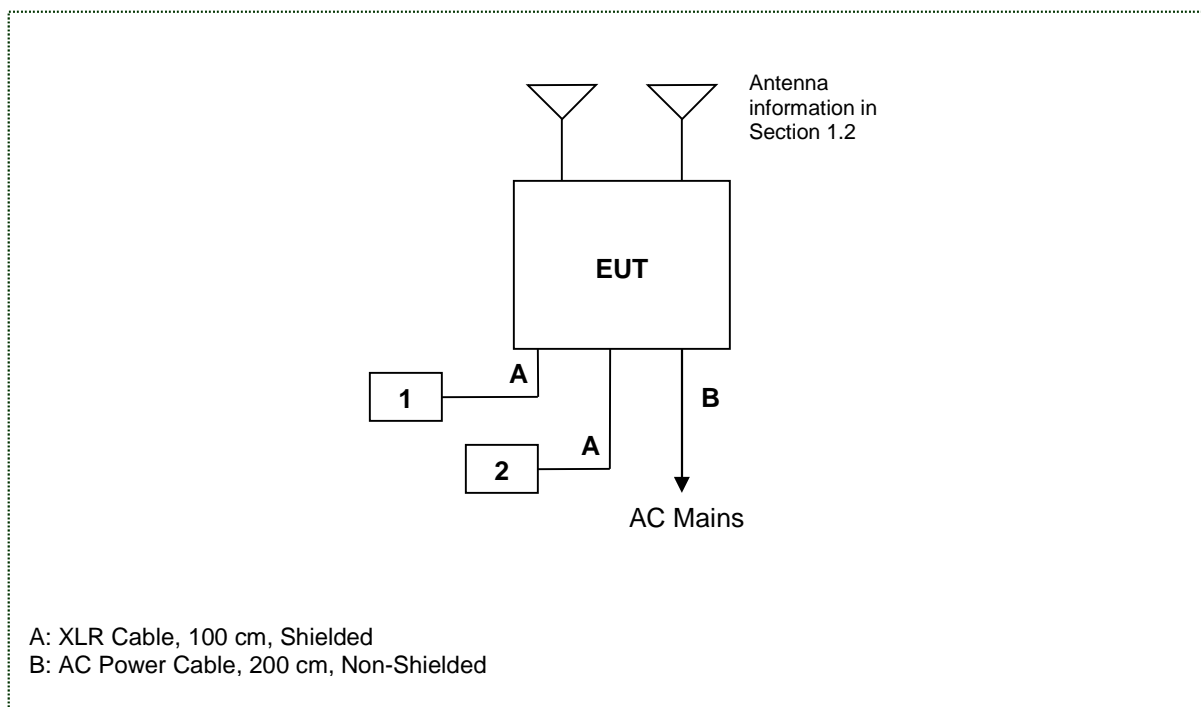 Antenna
information in
Section 1.2
EUT
A
1
B
A
2
AC Mains
A: XLR Cable, 100 cm, Shielded
B: AC Power Cable, 200 cm, Non-Shielded